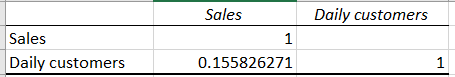 Sales Daily customers
Sales 1
Daily customers 0.155826271 1